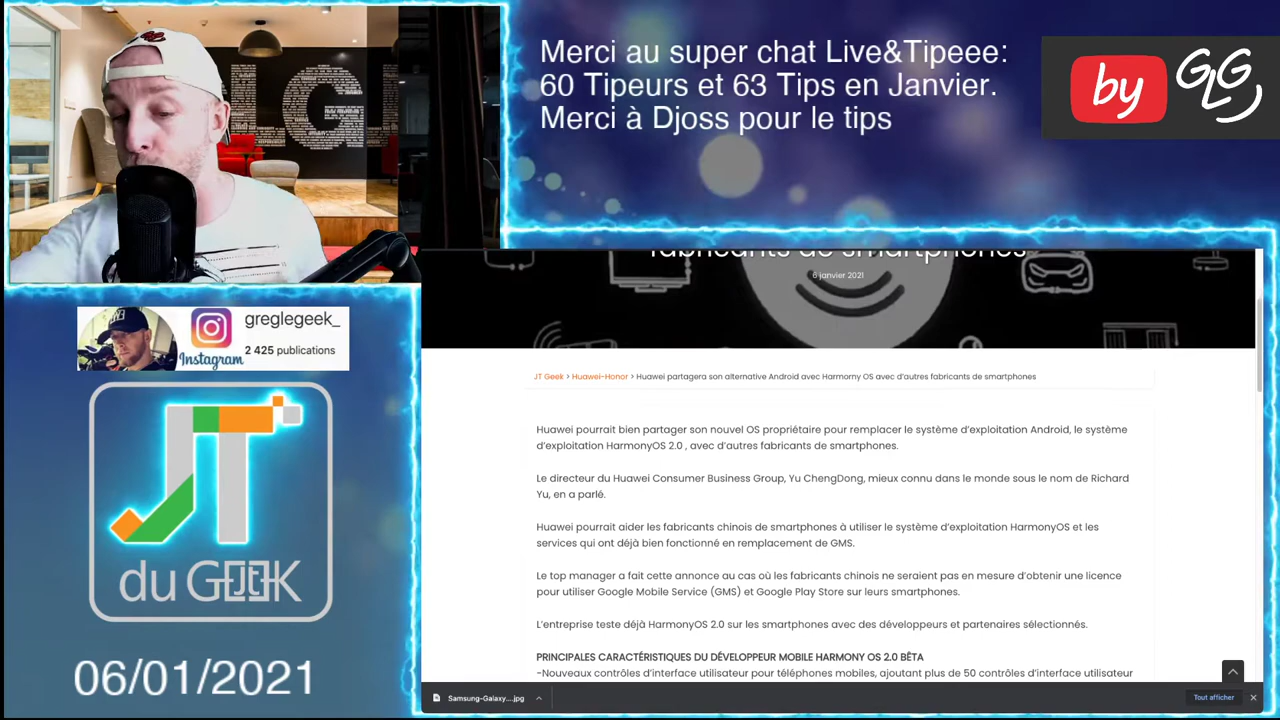 Merci au super chat Live&Tipeee:
60 Tipeurs et 63 Tips en Janvier.
Merci à Djoss pour le tips
by GLG
greglegeek_
Instagram
2 425 publications
JT
du GEEK
06/01/2021
fabricants de smartphones
6 janvier 2021
JT Geek > Huawei-Honor > Huawei partagera son alternative Android avec Harmorny OS avec d'autres fabricants de smartphones
Huawei pourrait bien partager son nouvel OS propriétaire pour remplacer le système d'exploitation Android, le système
d'exploitation HarmonyOS 2.0 , avec d'autres fabricants de smartphones.
Le directeur du Huawei Consumer Business Group, Yu ChengDong, mieux connu dans le monde sous le nom de Richard
Yu, en a parlé.
Huawei pourrait aider les fabricants chinois de smartphones à utiliser le système d'exploitation HarmonyOS et les
services qui ont déjà bien fonctionné en remplacement de GMS.
Le top manager a fait cette annonce au cas où les fabricants chinois ne seraient pas en mesure d'obtenir une licence
pour utiliser Google Mobile Service (GMS) et Google Play Store sur leurs smartphones.
L'entreprise teste déjà HarmonyOS 2.0 sur les smartphones avec des développeurs et partenaires sélectionnés.
PRINCIPALES CARACTÉRISTIQUES DU DÉVELOPPEUR MOBILE HARMONY OS 2.0 BÊTA
-Nouveaux contrôles d'interface utilisateur pour téléphones mobiles, ajoutant plus de 50 contrôles d'interface utilisateur
Samsung-Galaxy....jpg
Tout afficher